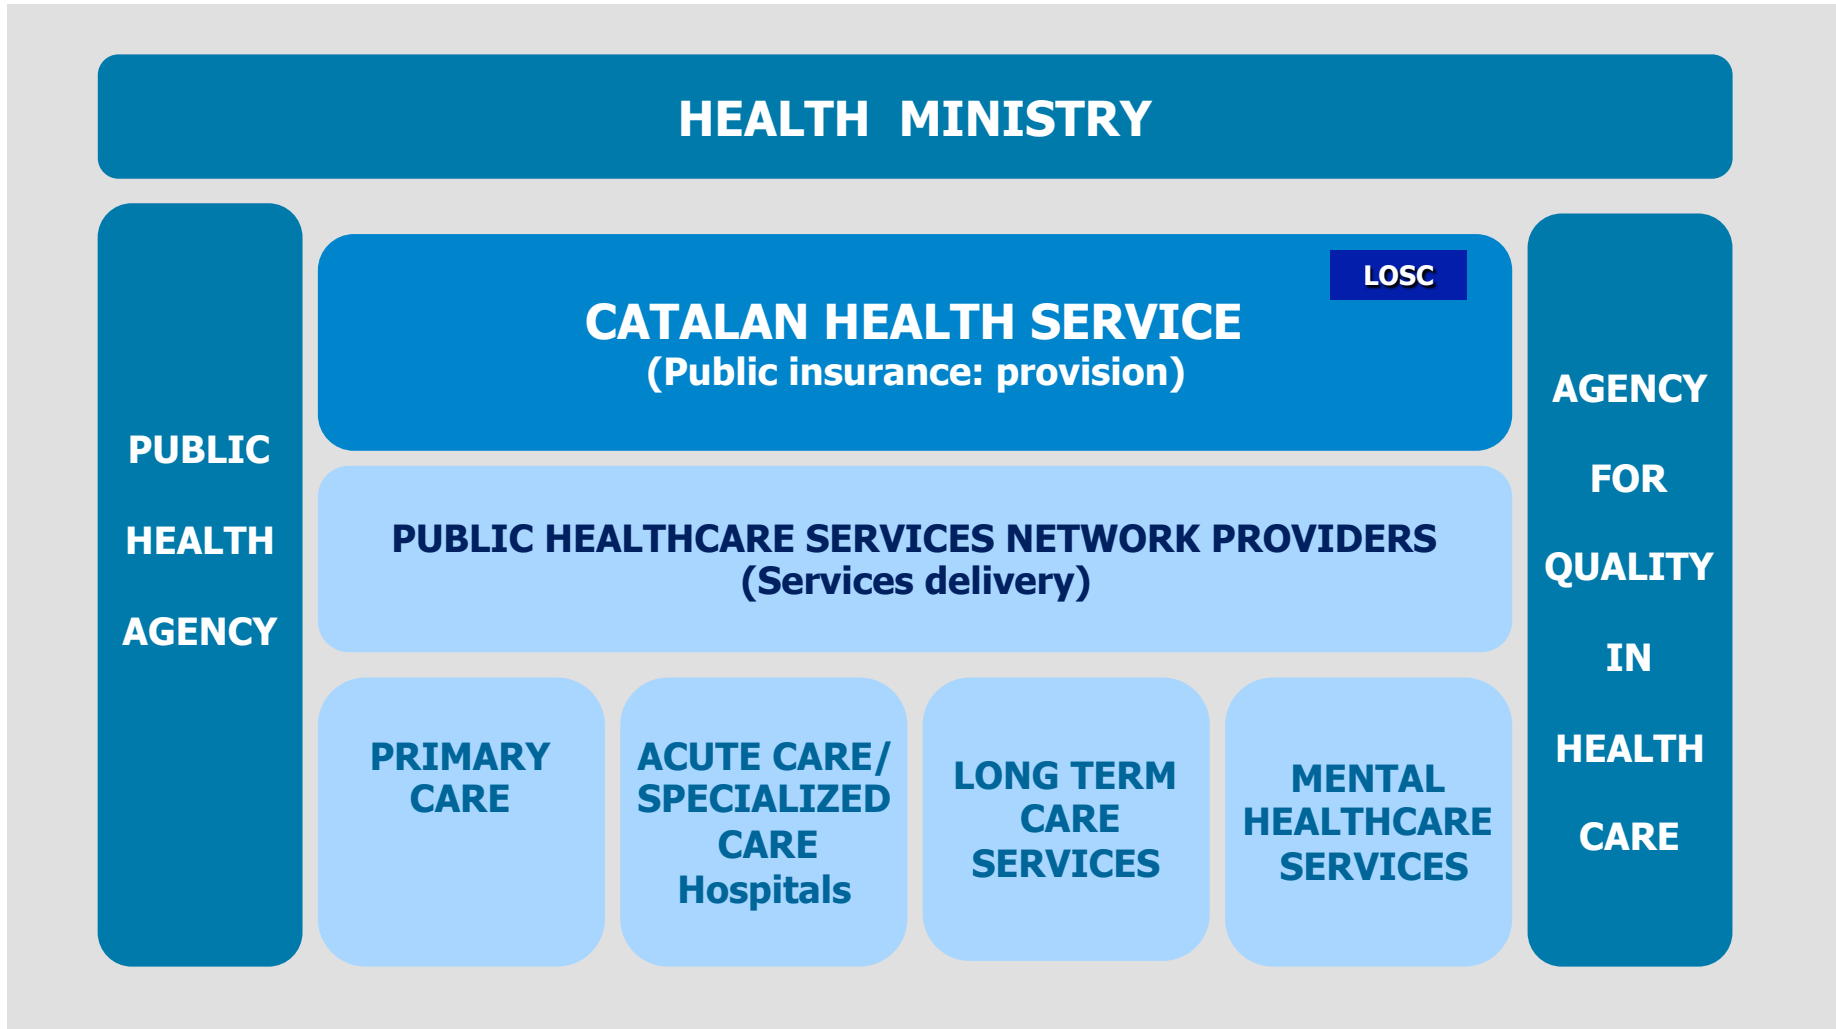 HEALTH MINISTRY
LOSC
CATALAN HEALTH SERVICE
(Public insurance: provision)
PUBLIC
HEALTH
AGENCY
PUBLIC HEALTHCARE SERVICES NETWORK PROVIDERS
(Services delivery)
PRIMARY
CARE
ACUTE CARE/
SPECIALIZED
CARE
Hospitals
LONG TERM
CARE
SERVICES
MENTAL
HEALTHCARE
SERVICES
AGENCY
FOR
QUALITY
IN
HEALTH
CARE